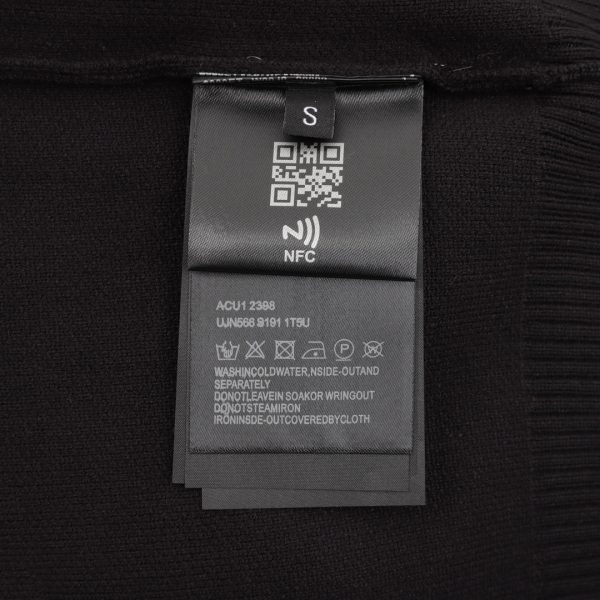 S
NFC
ACU1 2398
UJN566 9191 1T5U
WASHINCOLDWATER,NSIDE-OUTAND
SEPARATELY
DONOTLEAVEIN SOAKOR WRINGOUT
DONOTSTEAMIRON
IRONINSDE-OUTCOVEREDBYCLOTH